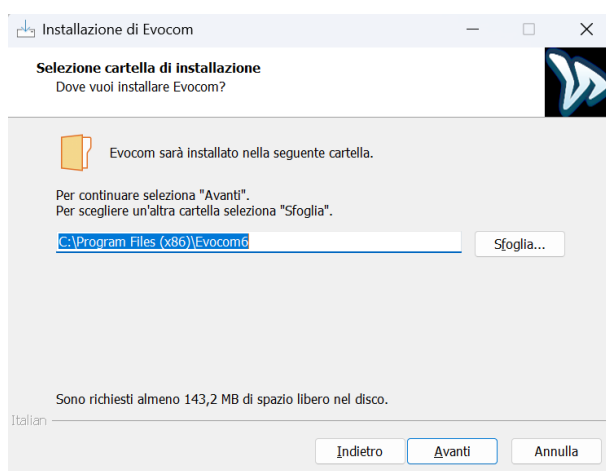 Installazione di Evocom
Selezione cartella di installazione
Dove vuoi installare Evocom?
Evocom sarà installato nella seguente cartella.
Per continuare seleziona "Avanti".
Per scegliere un'altra cartella seleziona "Sfoglia".
C:\Program Files (x86)\Evocom6
Sfoglia...
Sono richiesti almeno 143,2 MB di spazio libero nel disco.
Italian
Indietro Avanti Annulla